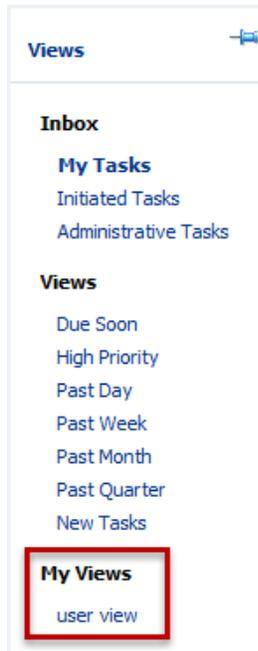 Views
Inbox
My Tasks
Initiated Tasks
Administrative Tasks
Views
Due Soon
High Priority
Past Day
Past Week
Past Month
Past Quarter
New Tasks
My Views
user view